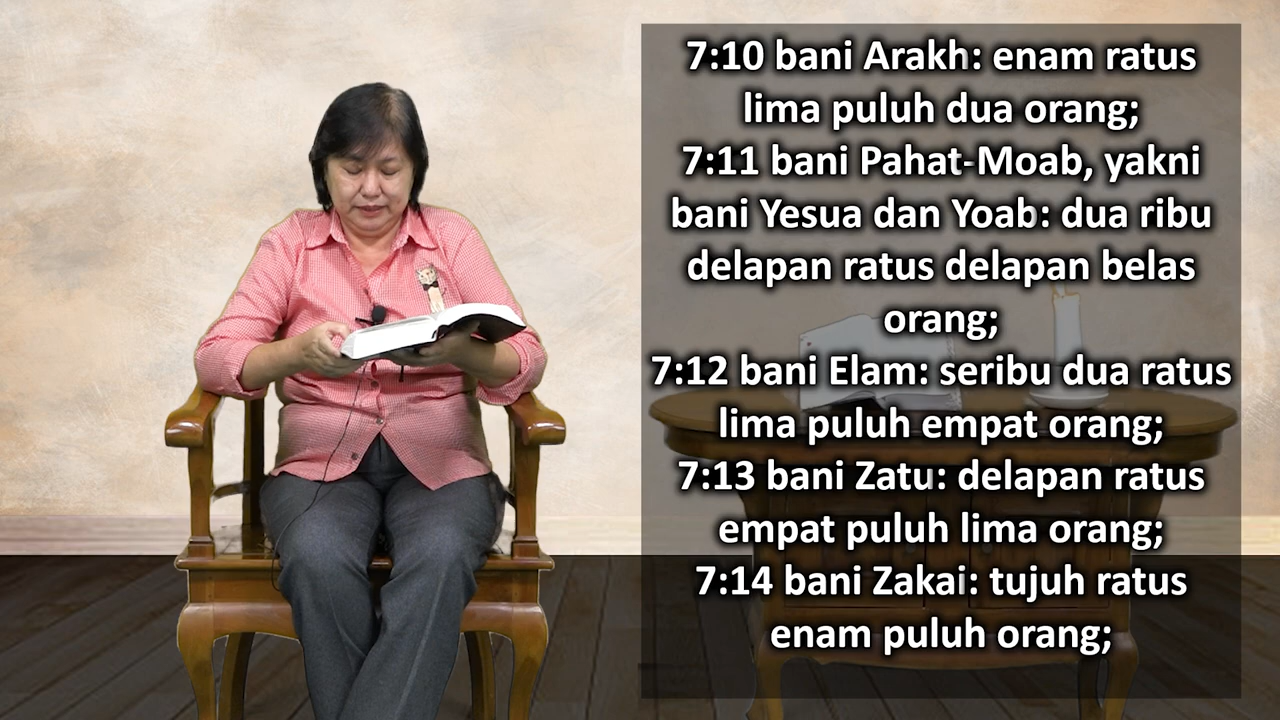 7:10 bani Arakh: enam ratus
lima puluh dua orang;
7:11 bani Pahat-Moab, yakni
bani Yesua dan Yoab: dua ribu
delapan ratus delapan belas
orang;
7:12 bani Elam: seribu dua ratus
lima puluh empat orang;
7:13 bani Zatu: delapan ratus
empat puluh lima orang;
7:14 bani Zakai: tujuh ratus
enam puluh orang;